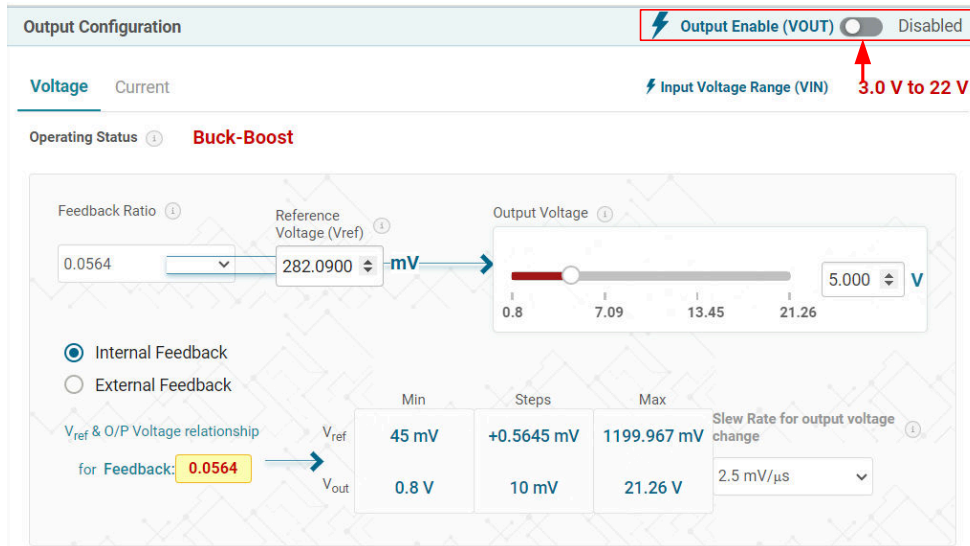 Output Configuration
Output Enable (VOUT) Disabled
Voltage Current
Input Voltage Range (VIN) 3.0 V to 22 V
Operating Status Buck-Boost
Feedback Ratio
Reference Voltage (Vref)
Output Voltage
0.0564
282.0900 mV
5.000 V
0.8 7.09 13.45 21.26
Internal Feedback
External Feedback
Min Steps Max
Vref & O/P Voltage relationship
for Feedback: 0.0564
Vref 45 mV +0.5645 mV 1199.967 mV
Vout 0.8 V 10 mV 21.26 V
Slew Rate for output voltage
change
2.5 mV/µs